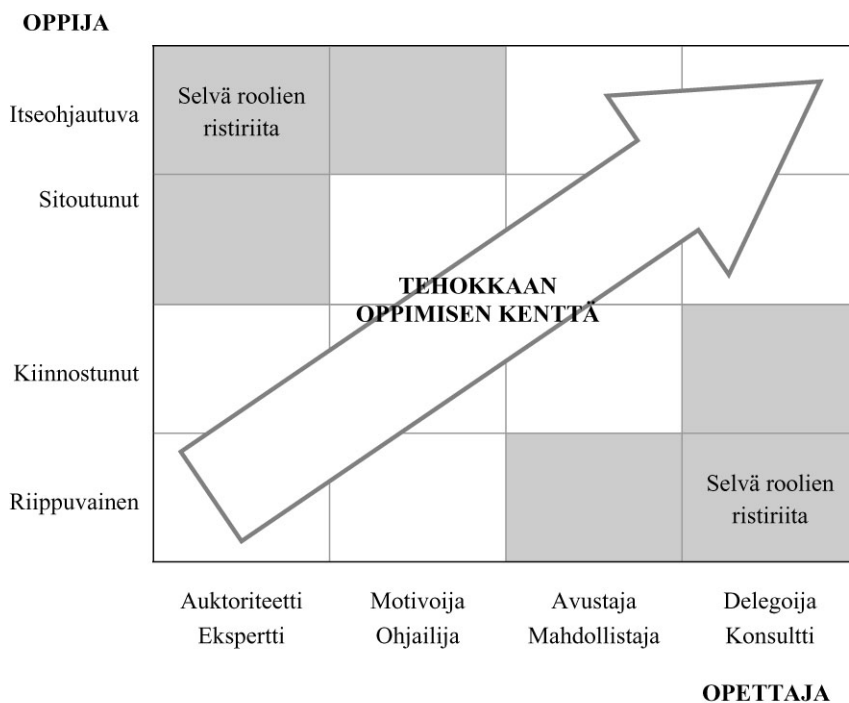 OPPIJA
Itseohjautuva
Selvä roolien
ristiriita
Sitoutunut
TEHOKKAAN
OPPIMISEN KENTTÄ
Kiinnostunut
Riippuvainen
Selvä roolien
ristiriita
Auktoriteetti
Ekspertti
Motivoija
Ohjailija
Avustaja
Mahdollistaja
Delegoija
Konsultti
OPETTAJA